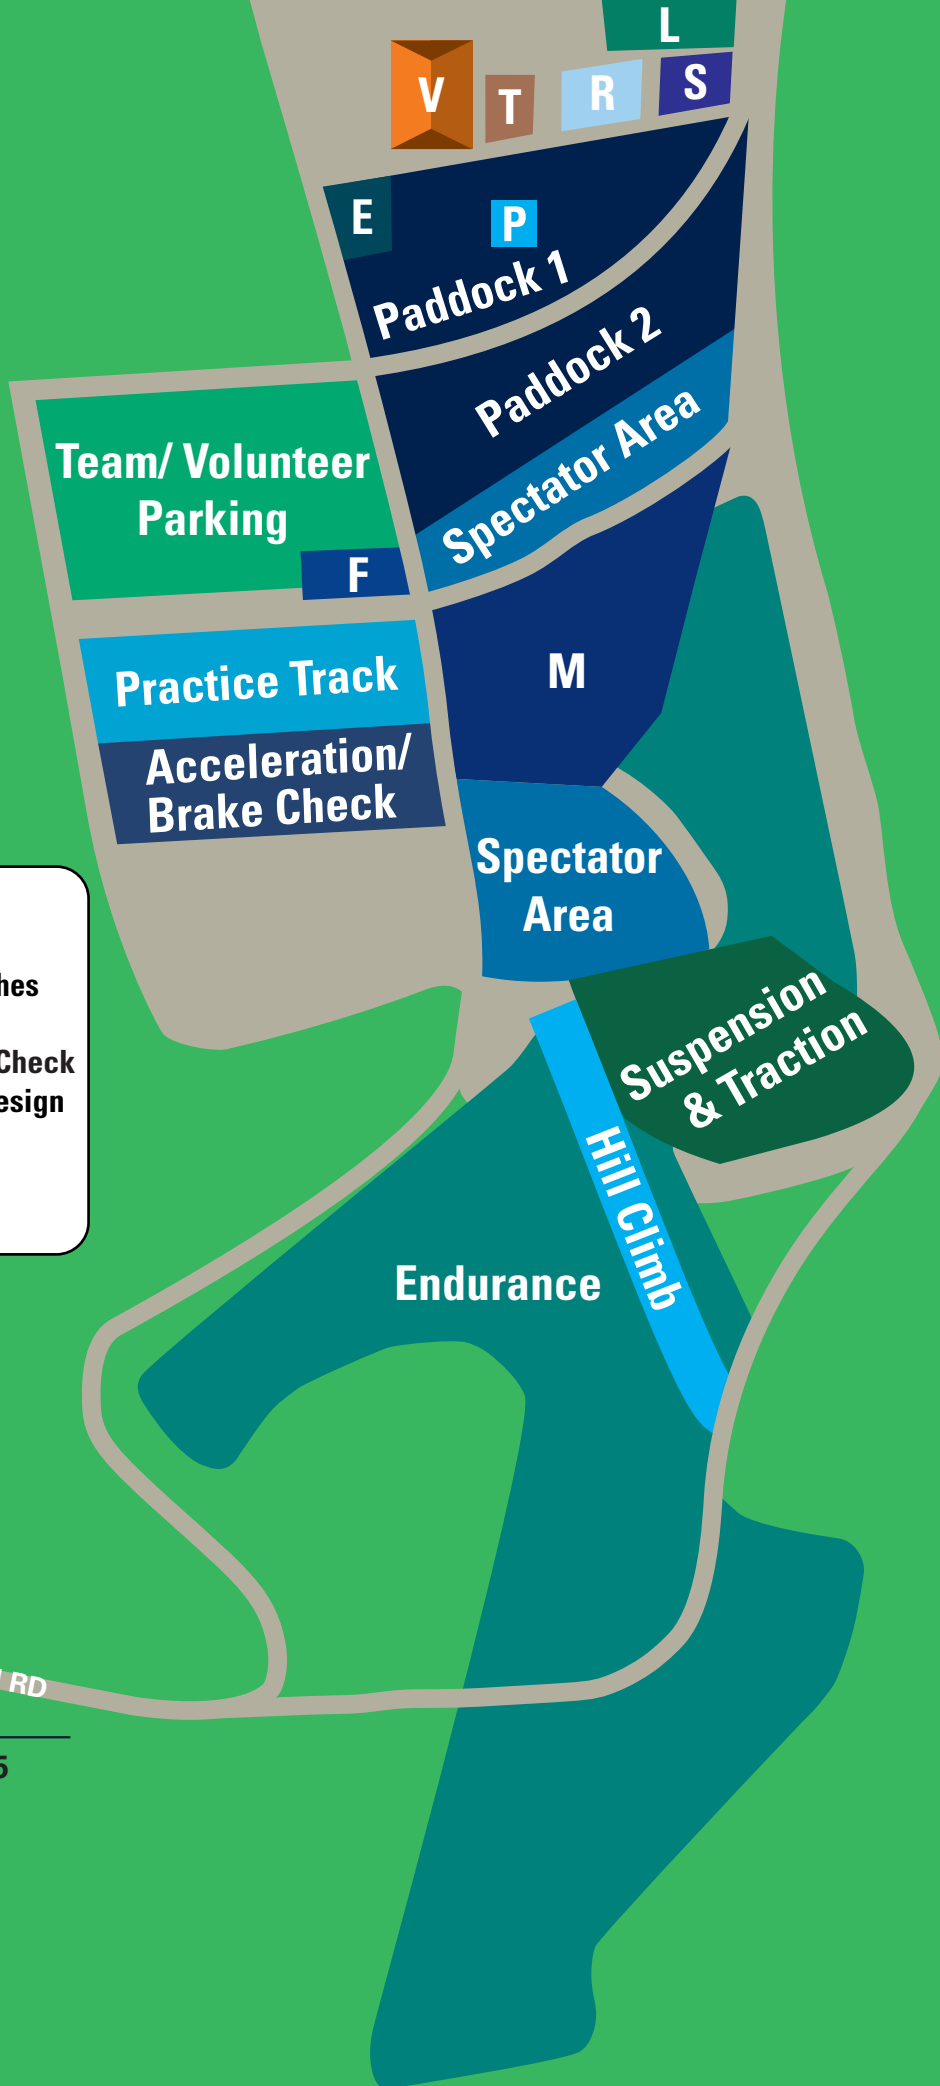 L
V
T
R
S
E
P
Paddock 1
Paddock 2
Spectator Area
Team/ Volunteer
Parking
F
Practice Track
Acceleration/
Brake Check
M
Spectator
Area
hes
Check
esign
Suspension
& Traction
Hill Climb
Endurance
RD
5